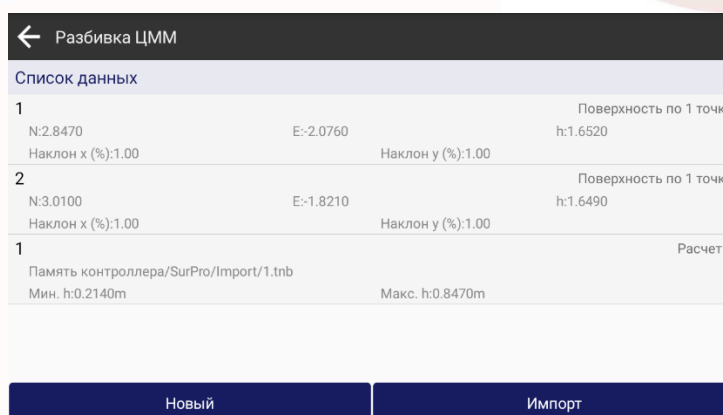 Разбивка ЦММ
Список данных
1 Поверхность по 1 точк
N:2.8470 E:-2.0760 h:1.6520
Наклон x (%):1.00 Наклон y (%):1.00
2 Поверхность по 1 точк
N:3.0100 E:-1.8210 h:1.6490
Наклон x (%):1.00 Наклон y (%):1.00
1 Расчет
Память контроллера/SurPro/Import/1.tnb
Мин. h:0.2140m Макс. h:0.8470m
Новый Импорт